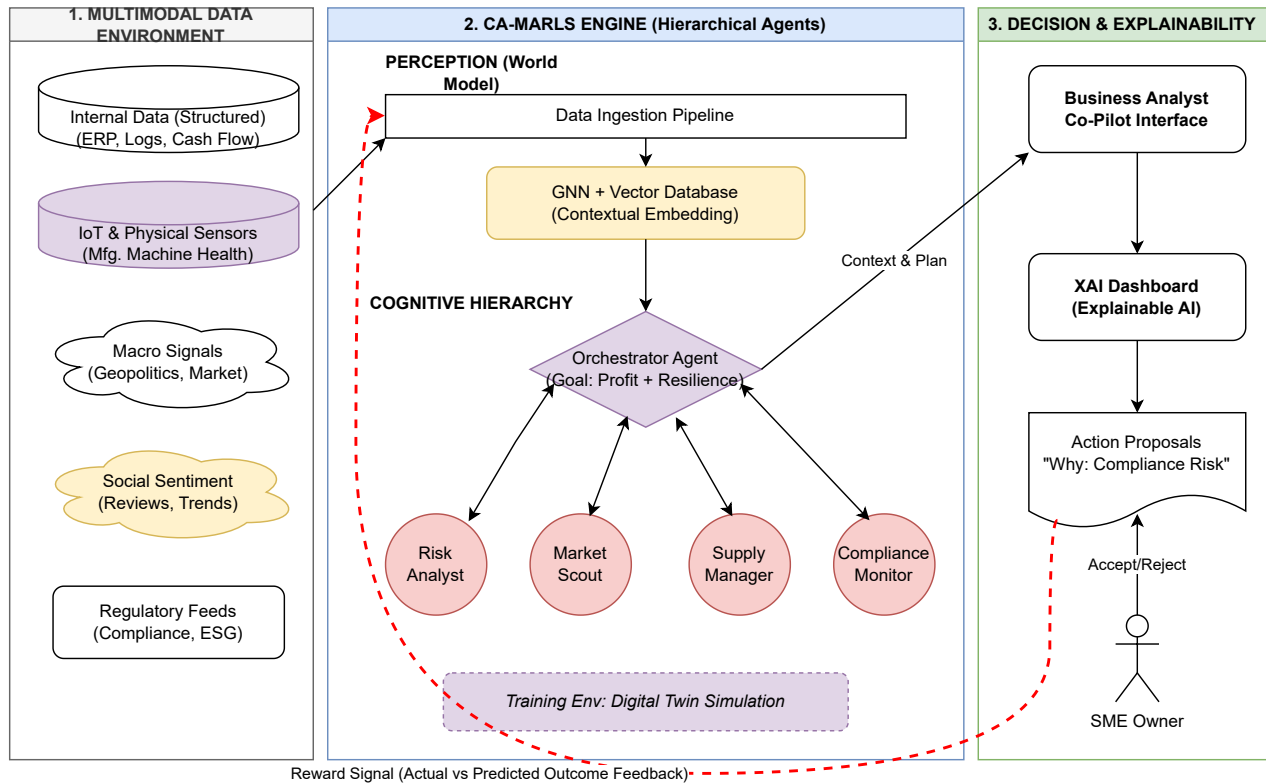 1. MULTIMODAL DATA
ENVIRONMENT
Internal Data (Structured)
(ERP, Logs, Cash Flow)
IoT & Physical Sensors
(Mfg. Machine Health)
Macro Signals
(Geopolitics, Market)
Social Sentiment
(Reviews, Trends)
Regulatory Feeds
(Compliance, ESG)
2. CA-MARLS ENGINE (Hierarchical Agents)
PERCEPTION (World
Model)
Data Ingestion Pipeline
GNN + Vector Database
(Contextual Embedding)
COGNITIVE HIERARCHY
Orchestrator Agent
(Goal: Profit + Resilience)
Risk
Analyst
Market
Scout
Supply
Manager
Compliance
Monitor
Training Env: Digital Twin Simulation
Context & Plan
3. DECISION & EXPLAINABILITY
Business Analyst
Co-Pilot Interface
XAI Dashboard
(Explainable AI)
Action Proposals
"Why: Compliance Risk"
Accept/Reject
SME Owner
Reward Signal (Actual vs Predicted Outcome Feedback)